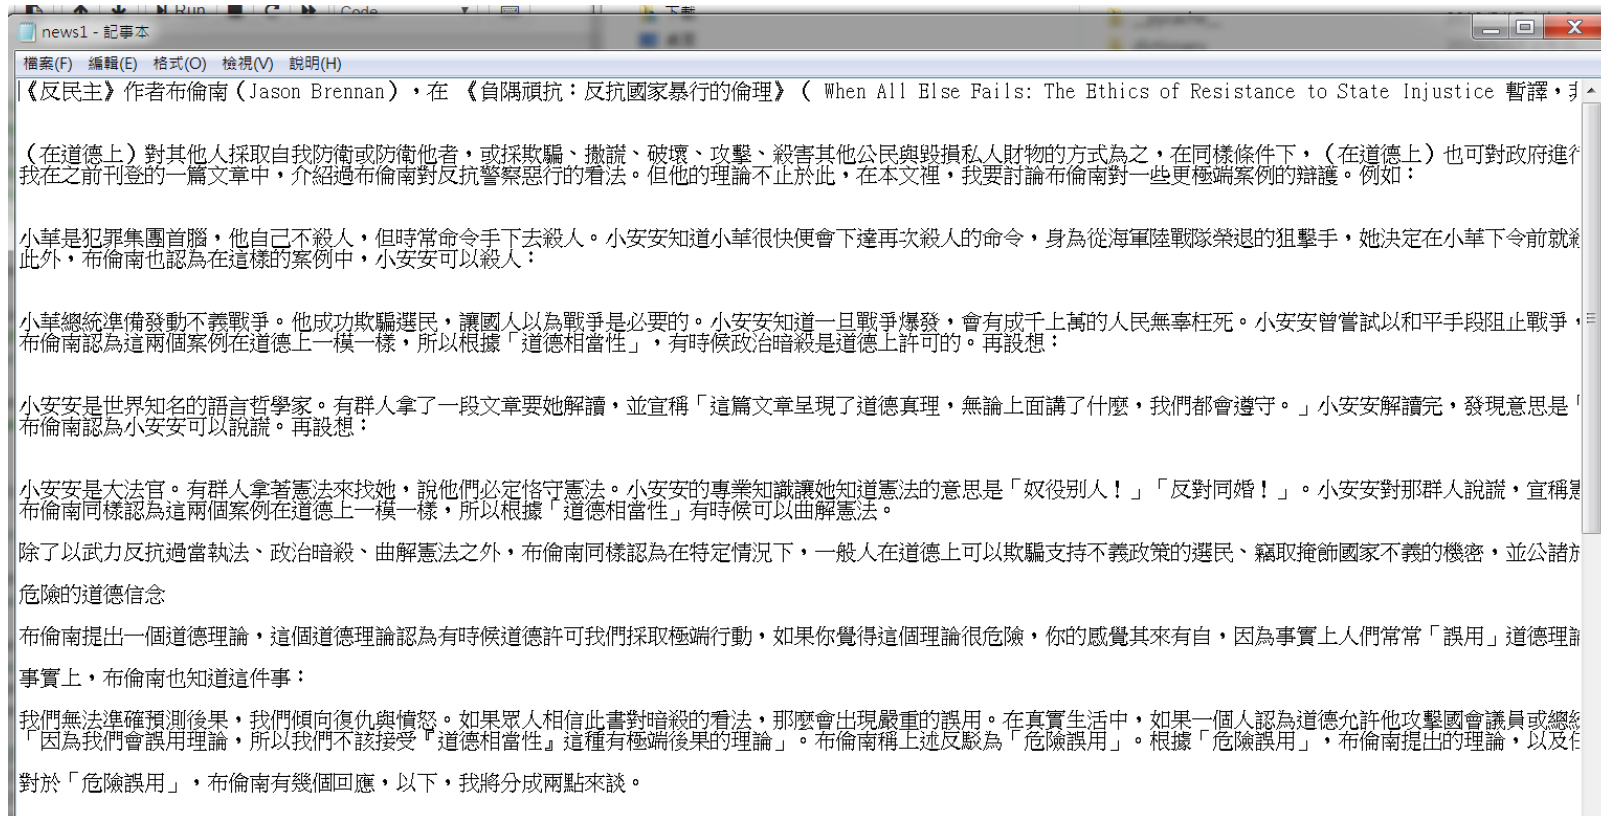 Run
Code
下載
__pycache__
dictionary
news1 - 記事本
檔案(F) 編輯(E) 格式(O) 檢視(V) 說明(H)
《反民主》作者布倫南（Jason Brennan），在 《負隅頑抗：反抗國家暴行的倫理》（ When All Else Fails: The Ethics of Resistance to State Injustice 暫譯，
（在道德上）對其他人採取自我防衛或防衛他者，或採欺騙、撒謊、破壞、攻擊、殺害其他公民與毀損私人財物的方式為之，在同樣條件下，（在道德上）也可對政府進行
我在之前刊登的一篇文章中，介紹過布倫南對反抗警察惡行的看法。但他的理論不止於此，在本文裡，我要討論布倫南對一些更極端案例的辯護。例如：
小華是犯罪集團首腦，他自己不殺人，但時常命令手下去殺人。小安安知道小華很快便會下達再次殺人的命令，身為從海軍陸戰隊榮退的狙擊手，她決定在小華下令前就殺
此外，布倫南也認為在這樣的案例中，小安安可以殺人：
小華總統準備發動不義戰爭。他成功欺騙選民，讓國人以為戰爭是必要的。小安安知道一旦戰爭爆發，會有成千上萬的人民無辜枉死。小安安曾嘗試以和平手段阻止戰爭，
布倫南認為這兩個案例在道德上一模一樣，所以根據「道德相當性」，有時候政治暗殺是道德上許可的。再設想：
小安安是世界知名的語言哲學家。有群人拿了一段文章要她解讀，並宣稱「這篇文章呈現了道德真理，無論上面講了什麼，我們都會遵守。」小安安解讀完，發現意思是「
布倫南認為小安安可以說謊。再設想：
小安安是大法官。有群人拿著憲法來找她，說他們必定恪守憲法。小安安的專業知識讓她知道憲法的意思是「奴役別人！」「反對同婚！」。小安安對那群人說謊，宣稱憲
布倫南同樣認為這兩個案例在道德上一模一樣，所以根據「道德相當性」有時候可以曲解憲法。
除了以武力反抗過當執法、政治暗殺、曲解憲法之外，布倫南同樣認為在特定情況下，一般人在道德上可以欺騙支持不義政策的選民、竊取掩飾國家不義的機密，並公諸於
危險的道德信念
布倫南提出一個道德理論，這個道德理論認為有時候道德許可我們採取極端行動，如果你覺得這個理論很危險，你的感覺其來有自，因為事實上人們常常「誤用」道德理論
事實上，布倫南也知道這件事：
我們無法準確預測後果，我們傾向復仇與憤怒。如果眾人相信此書對暗殺的看法，那麼會出現嚴重的誤用。在真實生活中，如果一個人認為道德允許他攻擊國會議員或總統
「因為我們會誤用理論，所以我們不該接受『道德相當性』這種有極端後果的理論」。布倫南稱上述反駁為「危險誤用」。根據「危險誤用」，布倫南提出的理論，以及任
對於「危險誤用」，布倫南有幾個回應，以下，我將分成兩點來談。